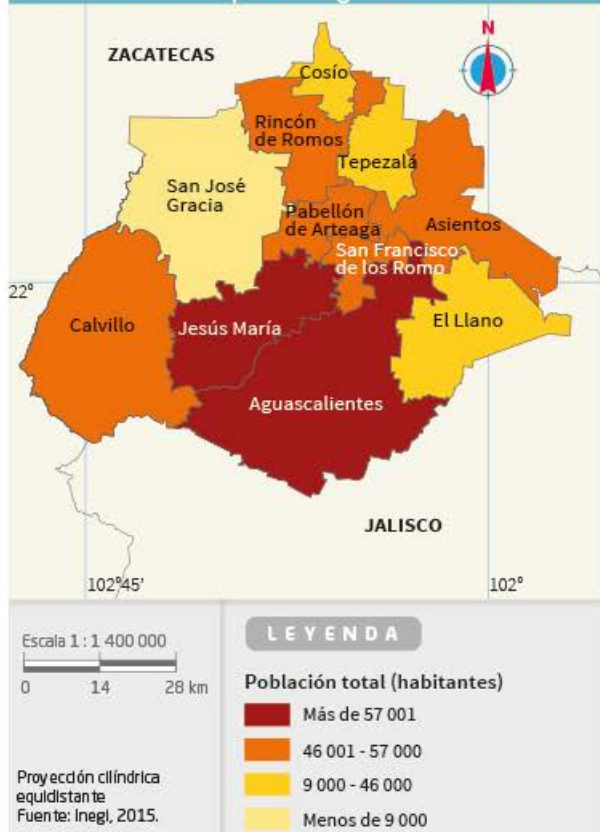 ZACATECAS
N
Cosío
Rincón
de Romos
Tepezalá
San José
Gracia
Pabellón
de Arteaga
Asientos
San Francisco
de los Romo
22°
Calvillo
Jesús María
El Llano
Aguascalientes
JALISCO
102°45'
102°
Escala 1 : 1 400 000
0 14 28 km
Proyección cilíndrica
equidistante
Fuente: Inegi, 2015.
LEYENDA
Población total (habitantes)
Más de 57 001
46 001 - 57 000
9 000 - 46 000
Menos de 9 000